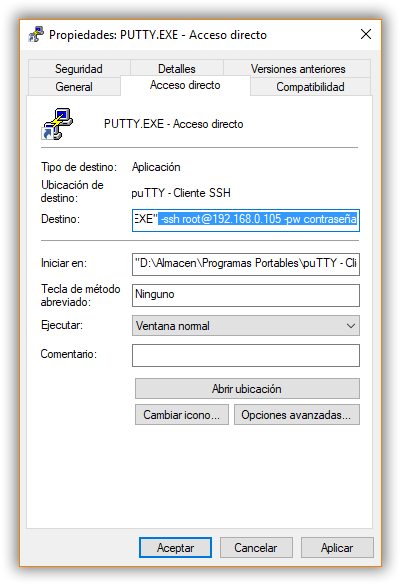 Propiedades: PUTTY.EXE - Acceso directo
Seguridad Detalles Versiones anteriores
General Acceso directo Compatibilidad
PUTTY.EXE - Acceso directo
Tipo de destino: Aplicación
Ubicación de destino: puTTY - Cliente SSH
Destino: EXE" -ssh root@192.168.0.105 -pw contraseña
Iniciar en: "D:\Almacen\Programas Portables\puTTY - Cli
Tecla de método abreviado: Ninguno
Ejecutar: Ventana normal
Comentario:
Abrir ubicación
Cambiar icono... Opciones avanzadas...
Aceptar Cancelar Aplicar